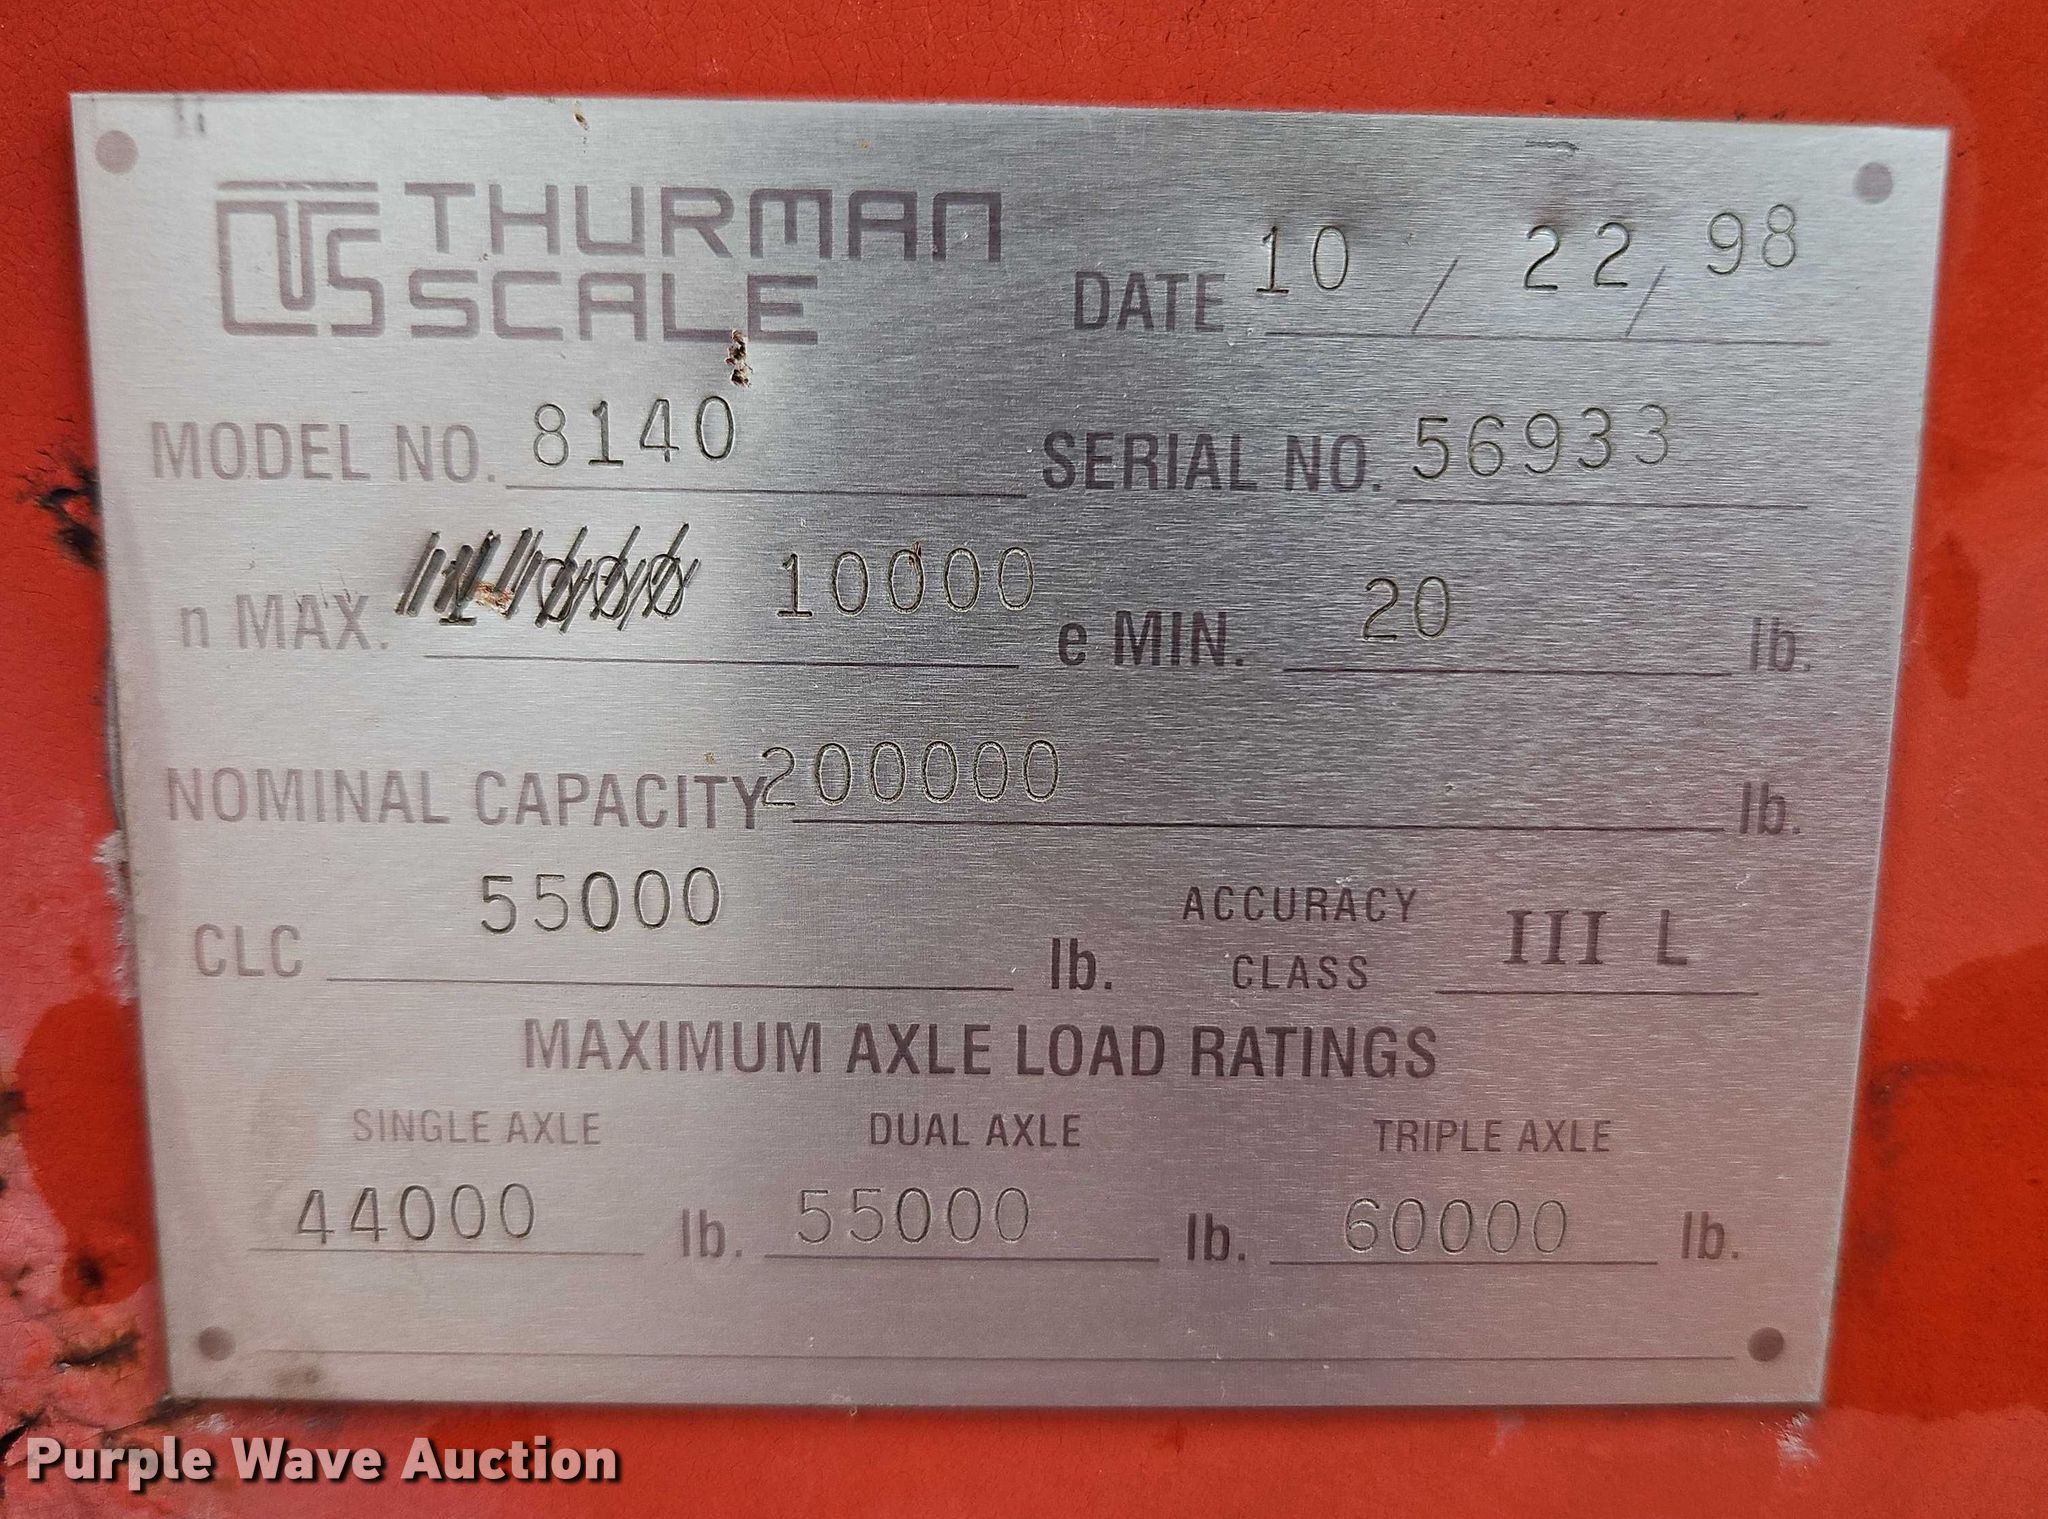 TS THURMAN
SCALE
DATE 10 / 22 / 98
MODEL NO. 8140 SERIAL NO. 56933
n MAX. 10000 e MIN. 20 lb.
NOMINAL CAPACITY 200000 lb.
CLC 55000 lb. ACCURACY CLASS III L
MAXIMUM AXLE LOAD RATINGS
SINGLE AXLE DUAL AXLE TRIPLE AXLE
44000 lb. 55000 lb. 60000 lb.
Purple Wave Auction